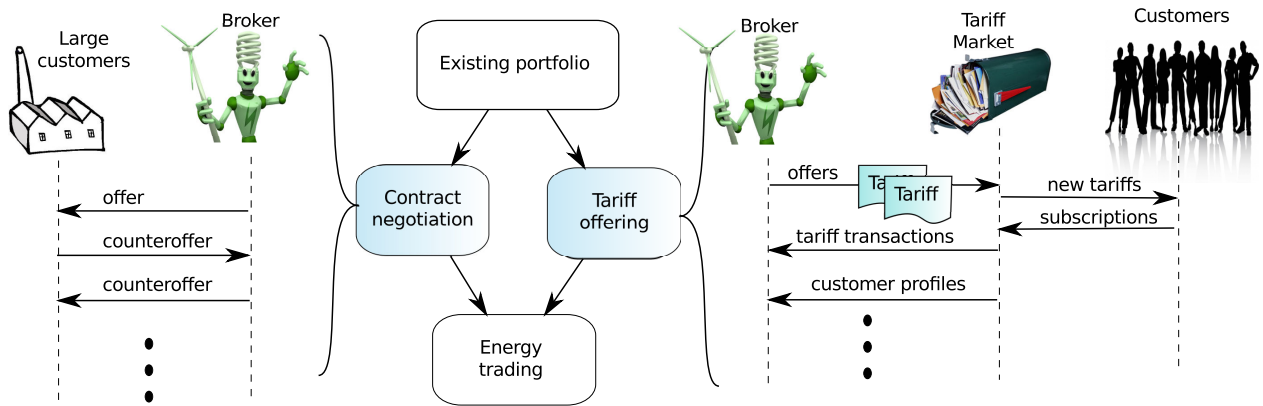 Large
customers
Broker
offer
counteroffer
counteroffer
Existing portfolio
Contract
negotiation
Tariff
offering
Energy
trading
Broker
Tariff
Market
Customers
offers
Tariff
new tariffs
subscriptions
tariff transactions
customer profiles